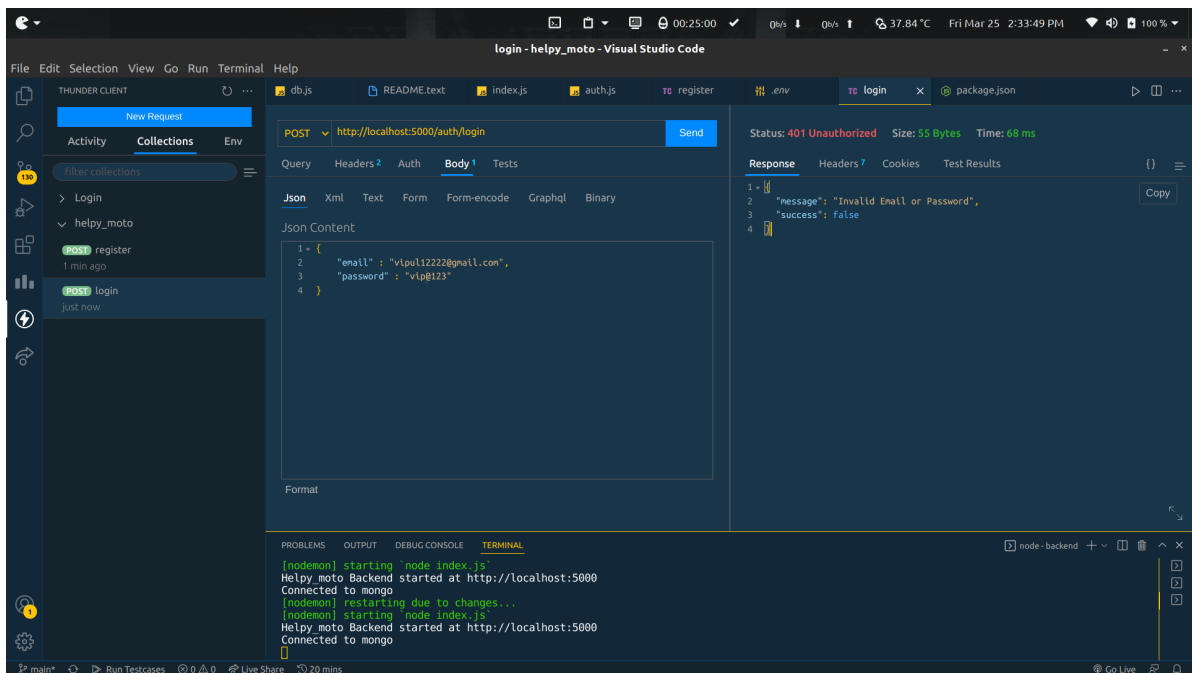 00:25:00
0b/s
0b/s
37.84°C
Fri Mar 25 2:33:49 PM
100 %
login - helpy_moto - Visual Studio Code
File Edit Selection View Go Run Terminal Help
THUNDER CLIENT
New Request
Activity Collections Env
filter collections
130
Login
helpy_moto
POST register
1 min ago
POST login
just now
1
db.js README.text index.js auth.js register .env login package.json
POST http://localhost:5000/auth/login Send
Query Headers 2 Auth Body 1 Tests
Json Xml Text Form Form-encode Graphql Binary
Json Content
1 {
2 "email" : "vipul12222@gmail.com",
3 "password" : "vip@123"
4 }
Format
Status: 401 Unauthorized Size: 55 Bytes Time: 68 ms
Response Headers 7 Cookies Test Results {}
Copy
1 {
2 "message": "Invalid Email or Password",
3 "success": false
4 }
PROBLEMS OUTPUT DEBUG CONSOLE TERMINAL
node - backend
[nodemon] starting `node index.js`
Helpy_moto Backend started at http://localhost:5000
Connected to mongo
[nodemon] restarting due to changes...
[nodemon] starting `node index.js`
Helpy_moto Backend started at http://localhost:5000
Connected to mongo
main* Run Testcases 0 0 Live Share 20 mins Go Live